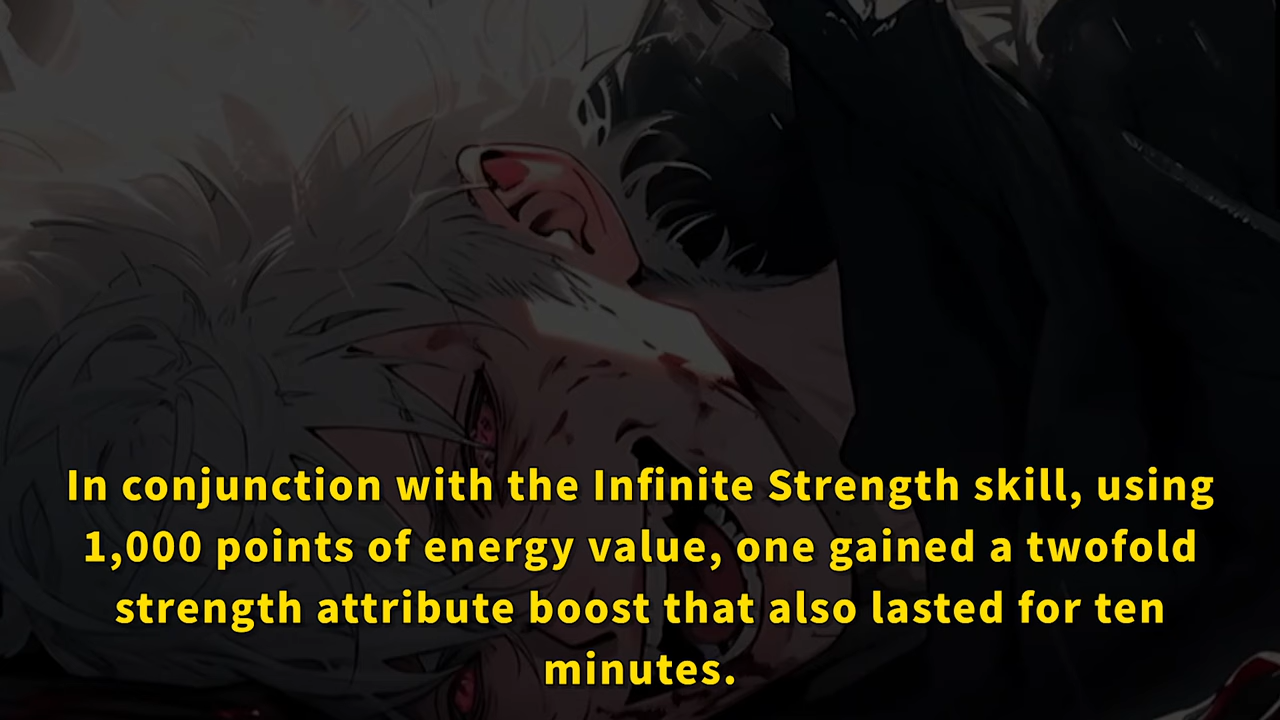 In conjunction with the Infinite Strength skill, using
1,000 points of energy value, one gained a twofold
strength attribute boost that also lasted for ten
minutes.